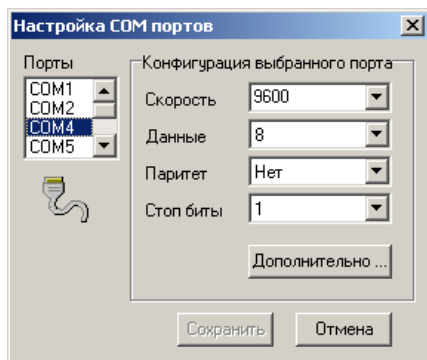 Настройка COM портов
Порты
COM1
COM2
COM4
COM5
Конфигурация выбранного порта
Скорость 9600
Данные 8
Паритет Нет
Стоп биты 1
Дополнительно ...
Сохранить Отмена